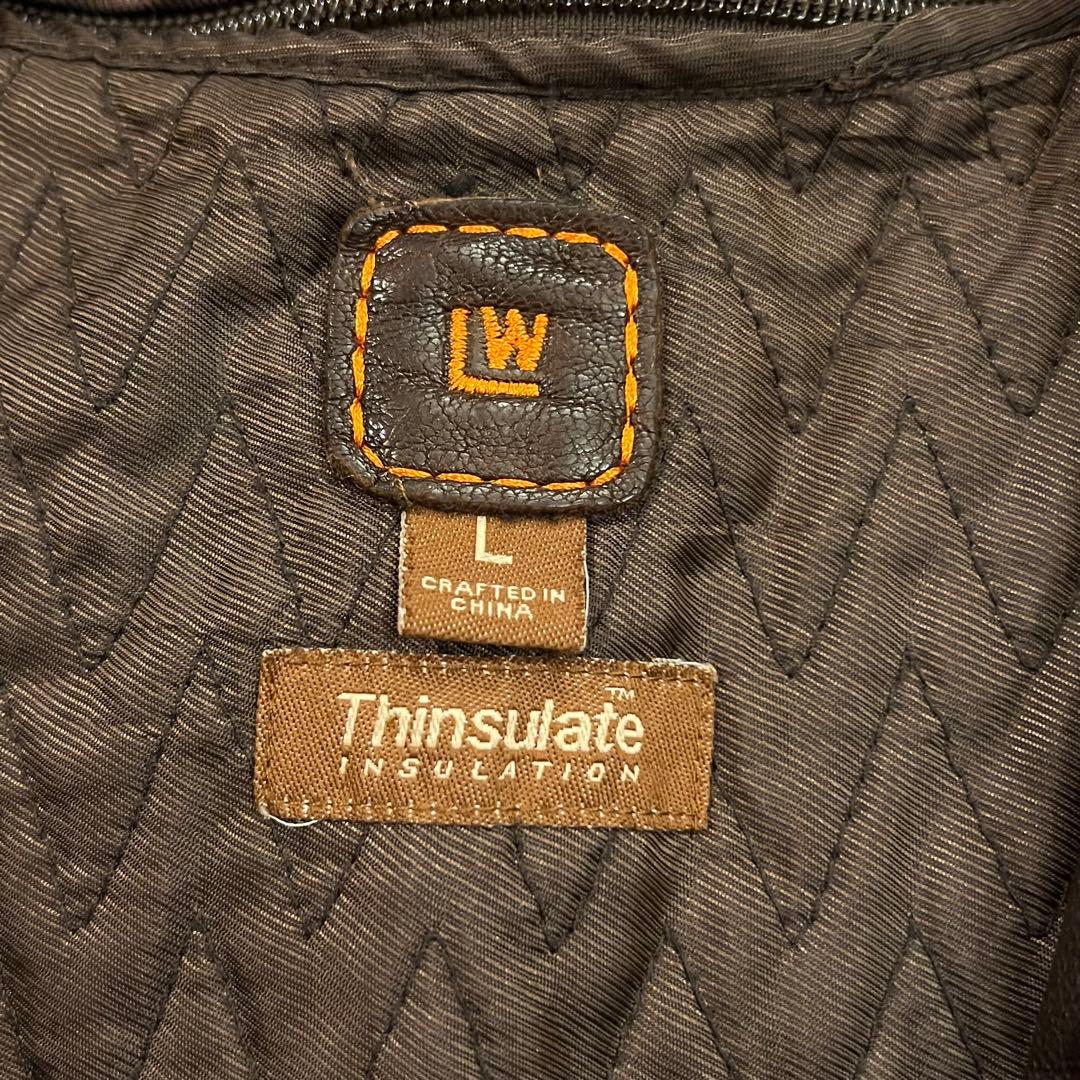 LW
L
CRAFTED IN
CHINA
Thinsulate™
INSULATION